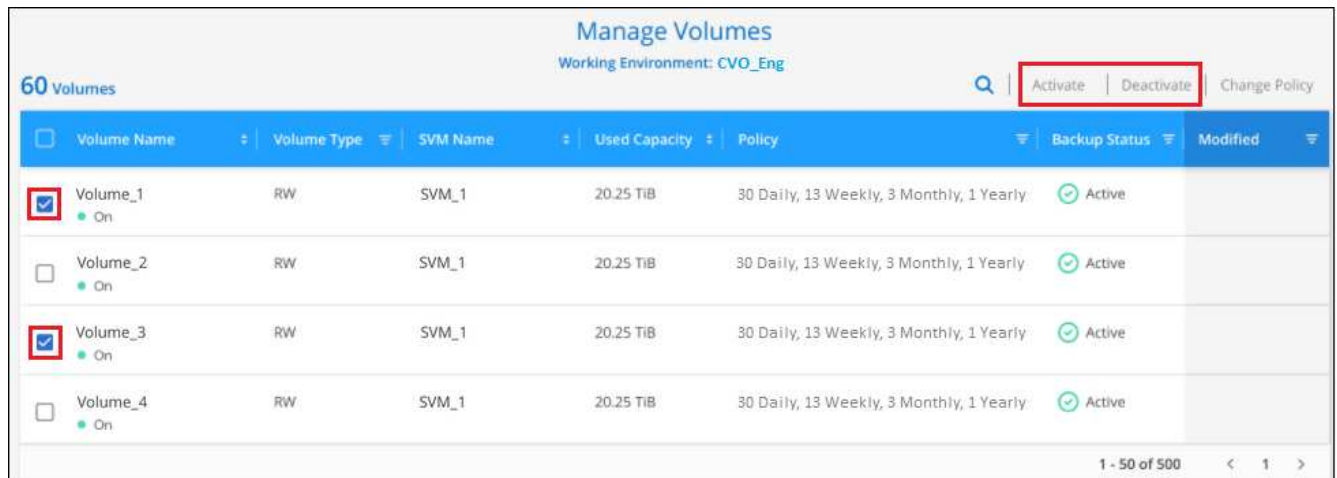 Manage Volumes
Working Environment: CVO_Eng
60 Volumes
Activate Deactivate Change Policy
Volume Name Volume Type SVM Name Used Capacity Policy Backup Status Modified
Volume_1 RW SVM_1 20.25 TiB 30 Daily, 13 Weekly, 3 Monthly, 1 Yearly Active
On
Volume_2 RW SVM_1 20.25 TiB 30 Daily, 13 Weekly, 3 Monthly, 1 Yearly Active
On
Volume_3 RW SVM_1 20.25 TiB 30 Daily, 13 Weekly, 3 Monthly, 1 Yearly Active
On
Volume_4 RW SVM_1 20.25 TiB 30 Daily, 13 Weekly, 3 Monthly, 1 Yearly Active
On
1 - 50 of 500 < 1 >